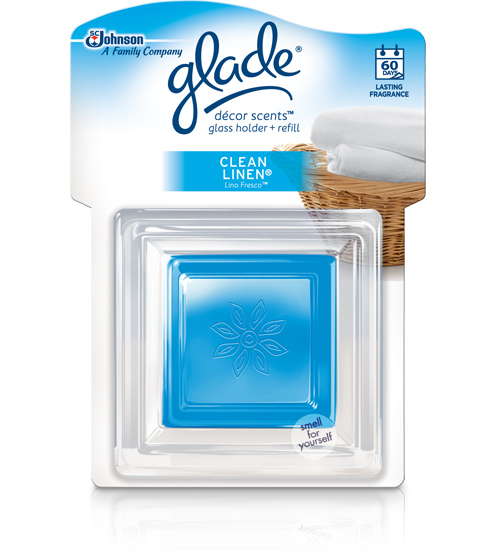 SC Johnson
A Family Company
glade®
décor scents™
glass holder + refill
60
DAYS
LASTING
FRAGRANCE
CLEAN
LINEN®
Lino Fresco™
smell
for
yourself